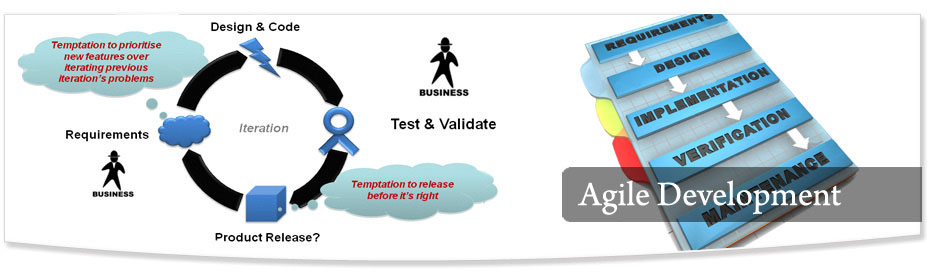 Design & Code
Temptation to prioritise
new features over
iterating previous
iteration's problems
BUSINESS
Test & Validate
Iteration
Requirements
BUSINESS
Temptation to release
before it's right
Product Release?
REQUIREMENTS
DESIGN
IMPLEMENTATION
VERIFICATION
MAINTENANCE
Agile Development